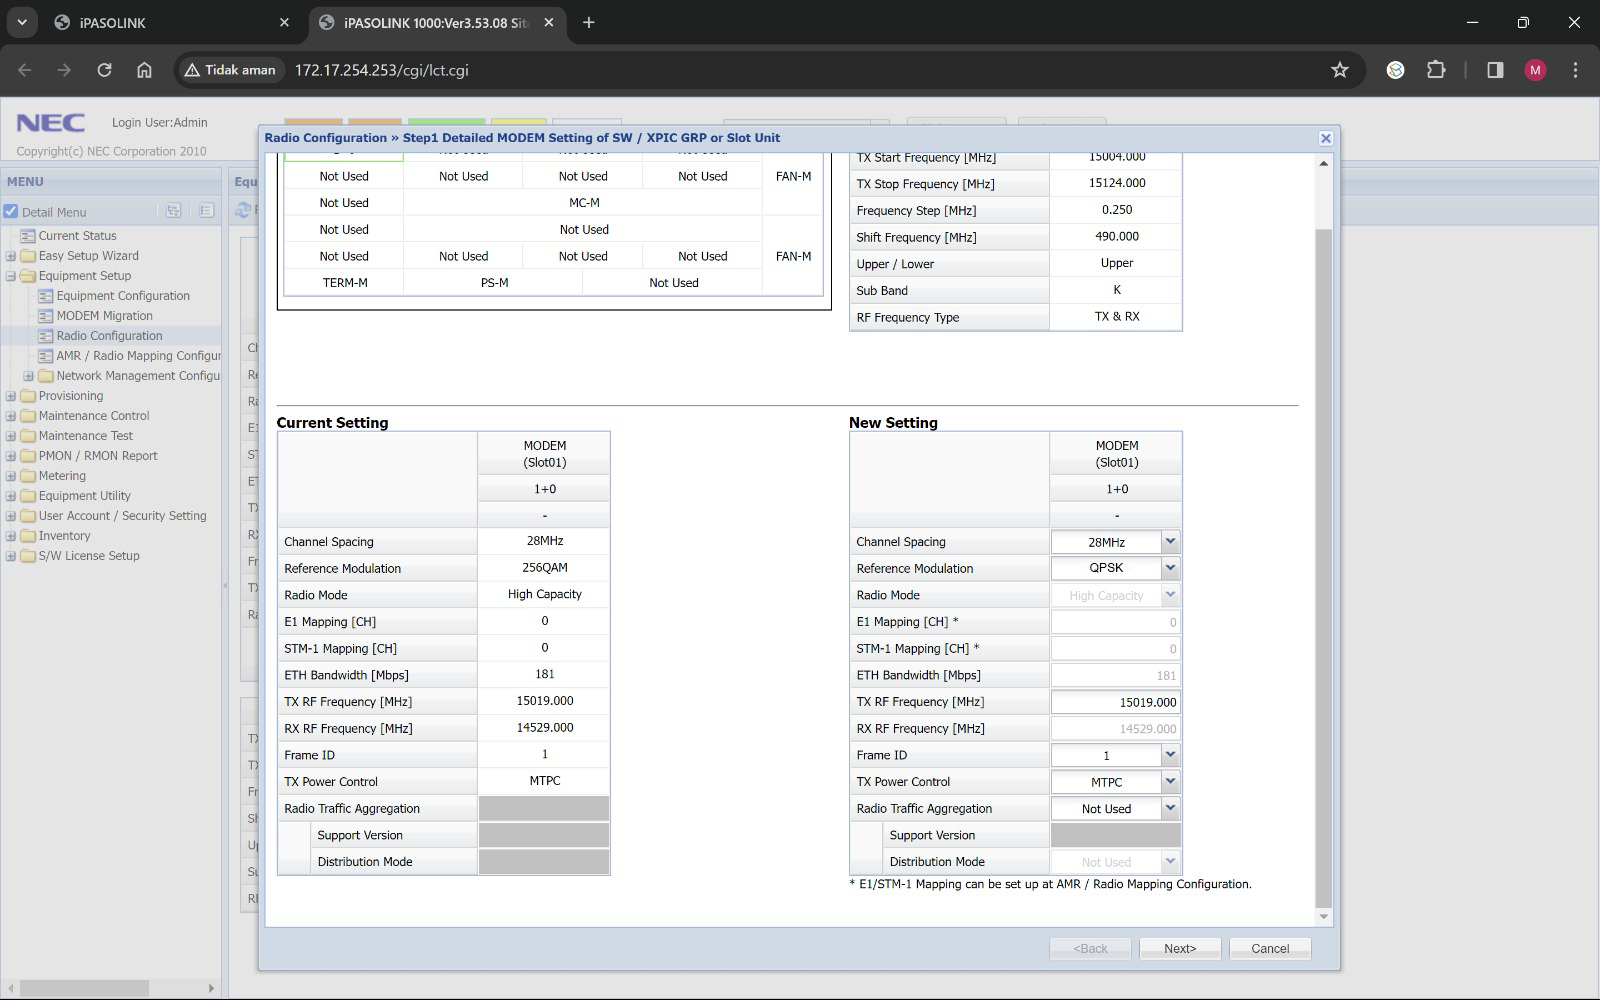 iPASOLINK
iPASOLINK 1000:Ver3.53.08 Sit
Tidak aman
172.17.254.253/cgi/lct.cgi
M
NEC
Login User:Admin
Copyright(c) NEC Corporation 2010
MENU
Equ
Detail Menu
Current Status
Easy Setup Wizard
Equipment Setup
Equipment Configuration
MODEM Migration
Radio Configuration
AMR / Radio Mapping Configur
Network Management Configu
Provisioning
Maintenance Control
Maintenance Test
PMON / RMON Report
Metering
Equipment Utility
User Account / Security Setting
Inventory
S/W License Setup
Radio Configuration » Step1 Detailed MODEM Setting of SW / XPIC GRP or Slot Unit
Not Used Not Used Not Used Not Used FAN-M
Not Used MC-M
Not Used Not Used
Not Used Not Used Not Used Not Used FAN-M
TERM-M PS-M Not Used
TX Start Frequency [MHz] 15004.000
TX Stop Frequency [MHz] 15124.000
Frequency Step [MHz] 0.250
Shift Frequency [MHz] 490.000
Upper / Lower Upper
Sub Band K
RF Frequency Type TX & RX
Current Setting
MODEM
(Slot01)
1+0
-
Channel Spacing 28MHz
Reference Modulation 256QAM
Radio Mode High Capacity
E1 Mapping [CH] 0
STM-1 Mapping [CH] 0
ETH Bandwidth [Mbps] 181
TX RF Frequency [MHz] 15019.000
RX RF Frequency [MHz] 14529.000
Frame ID 1
TX Power Control MTPC
Radio Traffic Aggregation
Support Version
Distribution Mode
New Setting
MODEM
(Slot01)
1+0
-
Channel Spacing 28MHz
Reference Modulation QPSK
Radio Mode High Capacity
E1 Mapping [CH] * 0
STM-1 Mapping [CH] * 0
ETH Bandwidth [Mbps] 181
TX RF Frequency [MHz] 15019.000
RX RF Frequency [MHz] 14529.000
Frame ID 1
TX Power Control MTPC
Radio Traffic Aggregation Not Used
Support Version
Distribution Mode Not Used
* E1/STM-1 Mapping can be set up at AMR / Radio Mapping Configuration.
<Back Next> Cancel